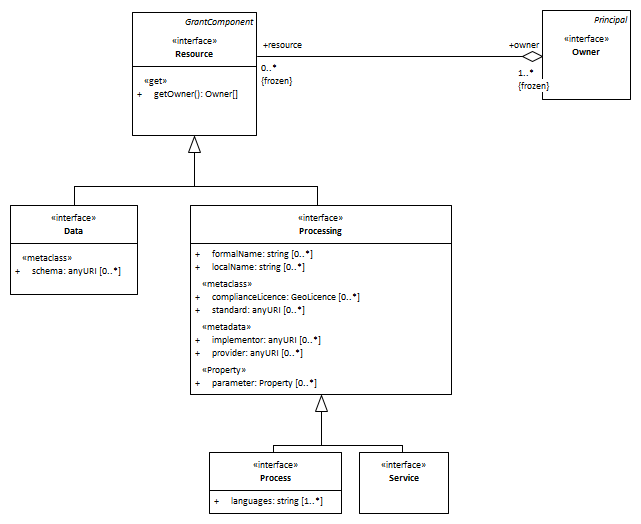 GrantComponent
«interface»
Resource
«get»
+ getOwner(): Owner[]
+resource
0..*
{frozen}
+owner
1..*
{frozen}
Principal
«interface»
Owner
«interface»
Data
«metaclass»
+ schema: anyURI [0..*]
«interface»
Processing
+ formalName: string [0..*]
+ localName: string [0..*]
«metaclass»
+ complianceLicence: GeoLicence [0..*]
+ standard: anyURI [0..*]
«metadata»
+ implementor: anyURI [0..*]
+ provider: anyURI [0..*]
«Property»
+ parameter: Property [0..*]
«interface»
Process
+ languages: string [1..*]
«interface»
Service